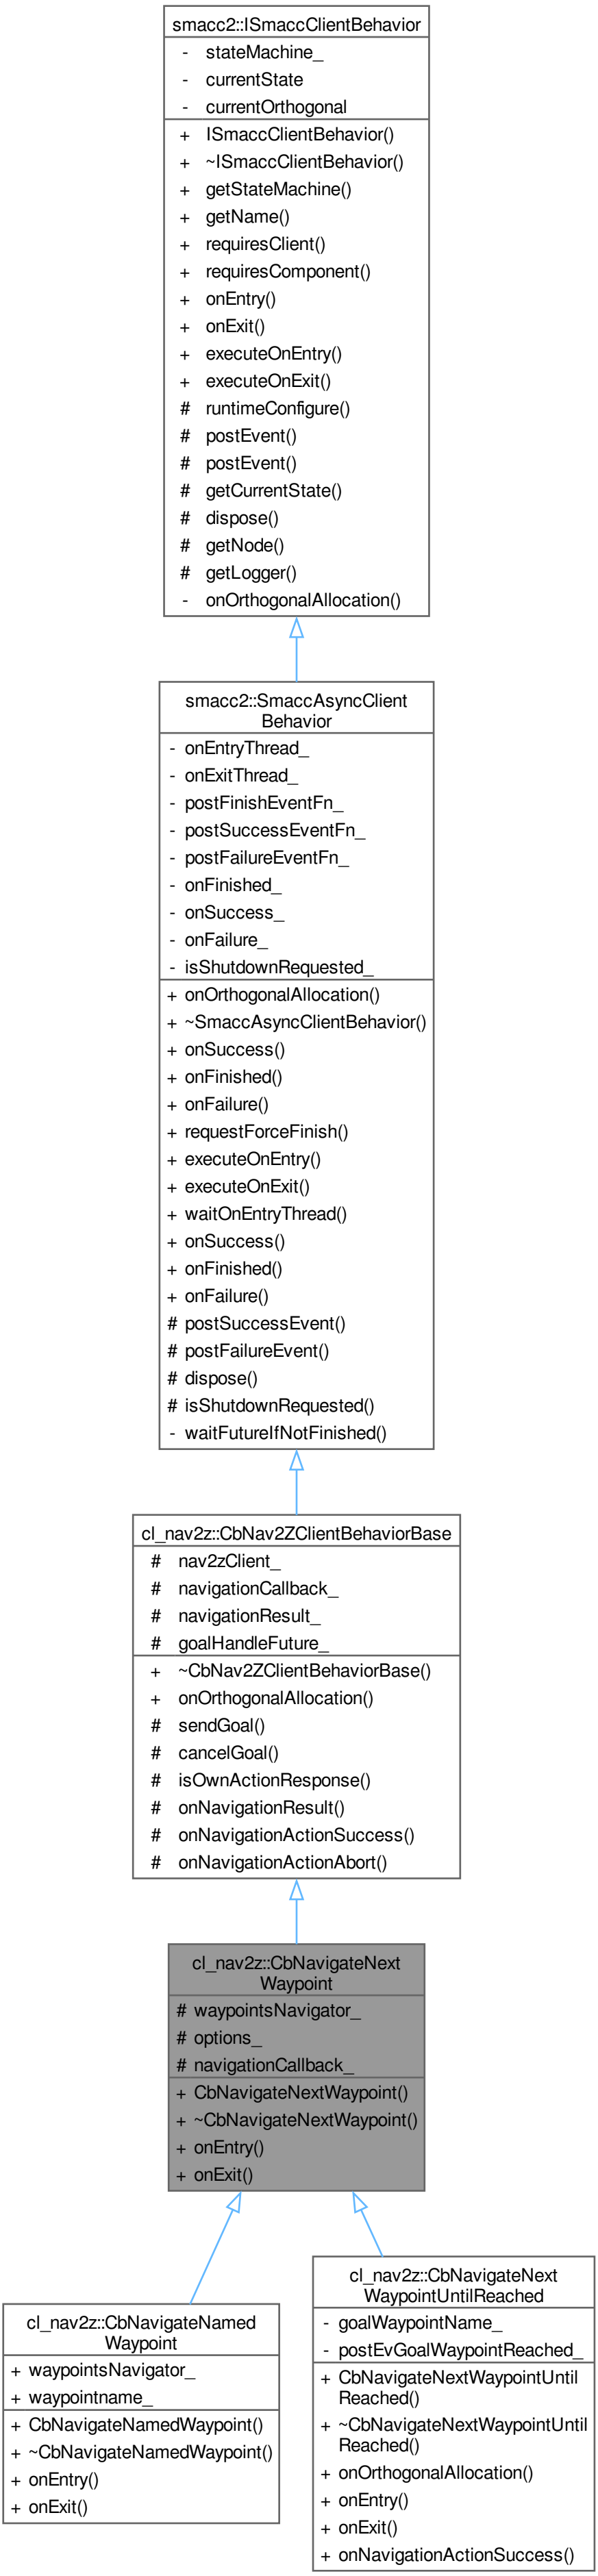 smacc2::ISmaccClientBehavior
- stateMachine_
- currentState
- currentOrthogonal
+ ISmaccClientBehavior()
+ ~ISmaccClientBehavior()
+ getStateMachine()
+ getName()
+ requiresClient()
+ requiresComponent()
+ onEntry()
+ onExit()
+ executeOnEntry()
+ executeOnExit()
# runtimeConfigure()
# postEvent()
# postEvent()
# getCurrentState()
# dispose()
# getNode()
# getLogger()
- onOrthogonalAllocation()
smacc2::SmaccAsyncClient
Behavior
- onEntryThread_
- onExitThread_
- postFinishEventFn_
- postSuccessEventFn_
- postFailureEventFn_
- onFinished_
- onSuccess_
- onFailure_
- isShutdownRequested_
+ onOrthogonalAllocation()
+ ~SmaccAsyncClientBehavior()
+ onSuccess()
+ onFinished()
+ onFailure()
+ requestForceFinish()
+ executeOnEntry()
+ executeOnExit()
+ waitOnEntryThread()
+ onSuccess()
+ onFinished()
+ onFailure()
# postSuccessEvent()
# postFailureEvent()
# dispose()
# isShutdownRequested()
- waitFutureIfNotFinished()
cl_nav2z::CbNav2ZClientBehaviorBase
# nav2zClient_
# navigationCallback_
# navigationResult_
# goalHandleFuture_
+ ~CbNav2ZClientBehaviorBase()
+ onOrthogonalAllocation()
# sendGoal()
# cancelGoal()
# isOwnActionResponse()
# onNavigationResult()
# onNavigationActionSuccess()
# onNavigationActionAbort()
cl_nav2z::CbNavigateNext
Waypoint
# waypointsNavigator_
# options_
# navigationCallback_
+ CbNavigateNextWaypoint()
+ ~CbNavigateNextWaypoint()
+ onEntry()
+ onExit()
cl_nav2z::CbNavigateNamed
Waypoint
+ waypointsNavigator_
+ waypointname_
+ CbNavigateNamedWaypoint()
+ ~CbNavigateNamedWaypoint()
+ onEntry()
+ onExit()
cl_nav2z::CbNavigateNext
WaypointUntilReached
- goalWaypointName_
- postEvGoalWaypointReached_
+ CbNavigateNextWaypointUntil
Reached()
+ ~CbNavigateNextWaypointUntil
Reached()
+ onOrthogonalAllocation()
+ onEntry()
+ onExit()
+ onNavigationActionSuccess()